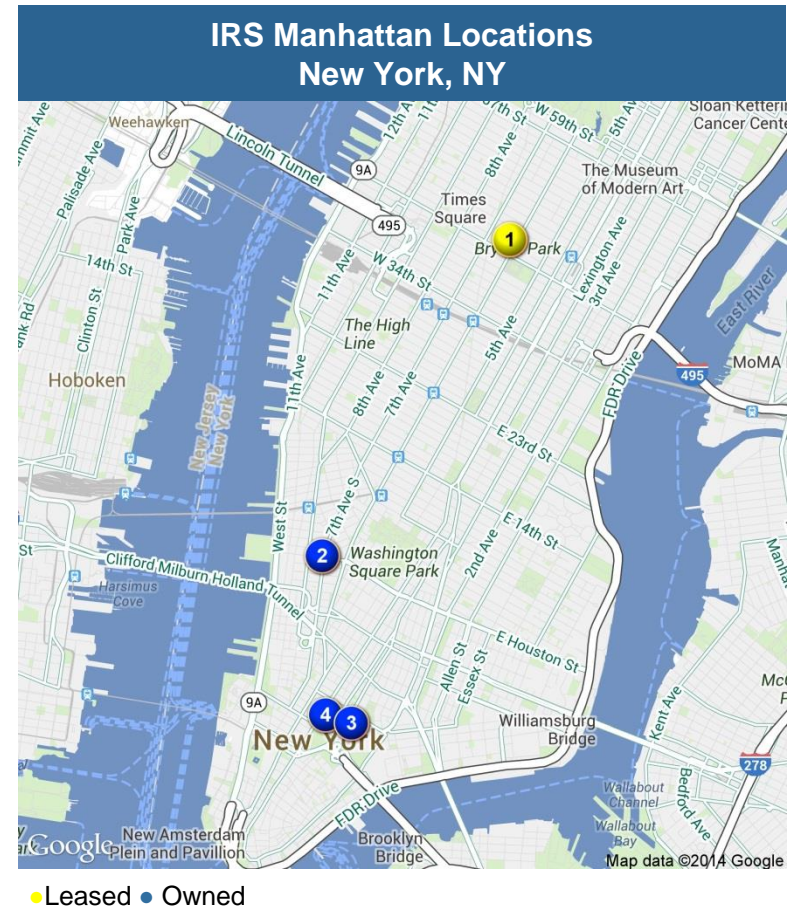 IRS Manhattan Locations
New York, NY
Weehawken
Lincoln Tunnel
12th Ave
W 59th St
5th Ave
Cancer Cente
Palisade Ave
Park Ave
9A
8th Ave
The Museum
of Modern Art
Times
Square
495
1
Park
14th St
Clinton St
11th Ave
W 34th St
Lexington Ave
3rd Ave
East River
The High
Line
5th Ave
MoMA
495
Hoboken
11th Ave
8th Ave
7th Ave
FDR Drive
New Jersey
New York
E 23rd St
7th Ave S
West St
E 14th St
St
2
Washington
Square Park
2nd Ave
Clifford Milburn Holland Tunnel
Harsimus
Cove
E Houston St
Allen St
Essex St
9A
4
3
New York
Williamsburg
Bridge
Kent Ave
278
Bedford Ave
Wallabout
Channel
Wallabout
Bay
FDR Drive
Google
New Amsterdam
Plein and Pavillion
Brooklyn
Bridge
Map data ©2014 Google
Leased
Owned